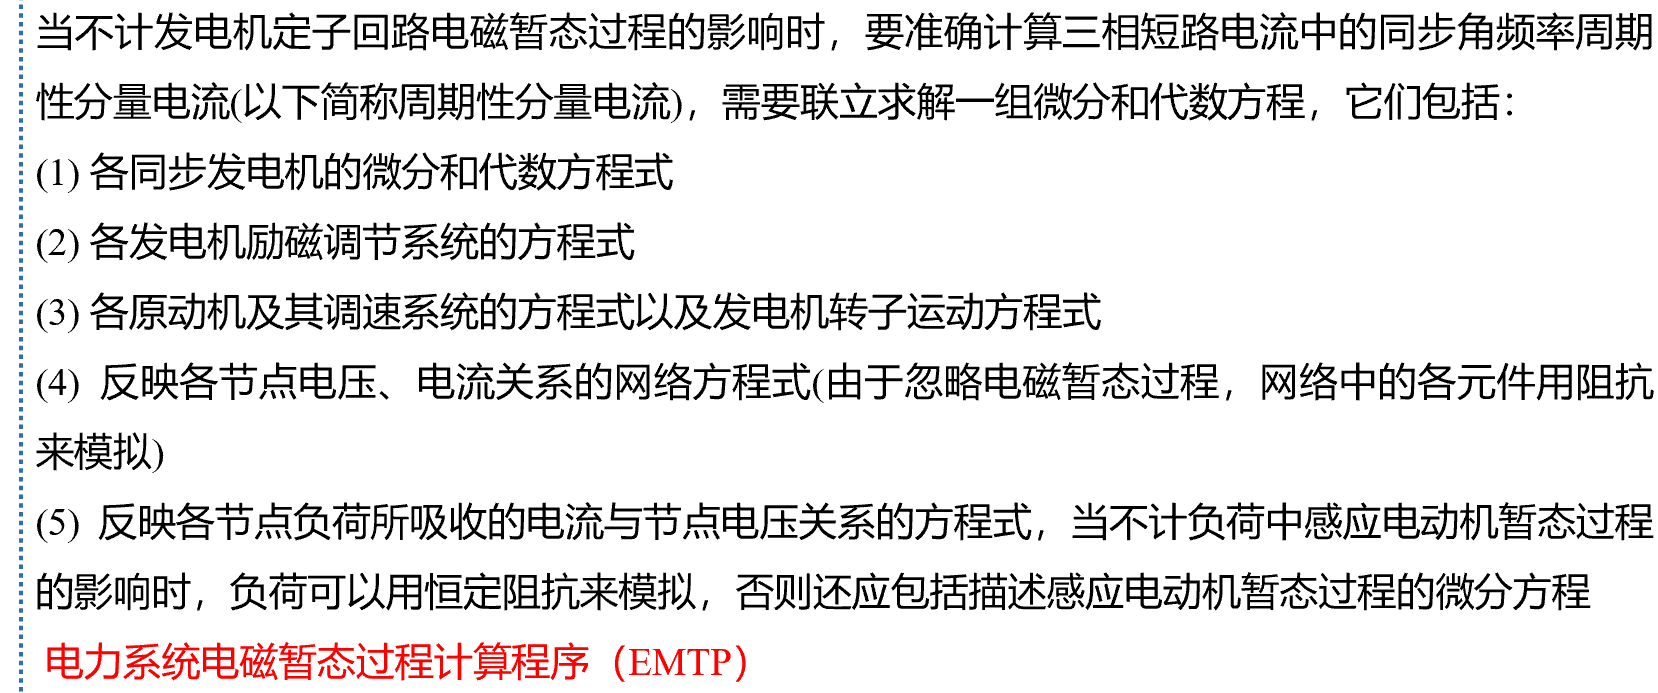 当不计发电机定子回路电磁暂态过程的影响时，要准确计算三相短路电流中的同步角频率周期
性分量电流(以下简称周期性分量电流)，需要联立求解一组微分和代数方程，它们包括：
(1) 各同步发电机的微分和代数方程式
(2) 各发电机励磁调节系统的方程式
(3) 各原动机及其调速系统的方程式以及发电机转子运动方程式
(4) 反映各节点电压、电流关系的网络方程式(由于忽略电磁暂态过程，网络中的各元件用阻抗
来模拟)
(5) 反映各节点负荷所吸收的电流与节点电压关系的方程式，当不计负荷中感应电动机暂态过程
的影响时，负荷可以用恒定阻抗来模拟，否则还应包括描述感应电动机暂态过程的微分方程
电力系统电磁暂态过程计算程序（EMTP）